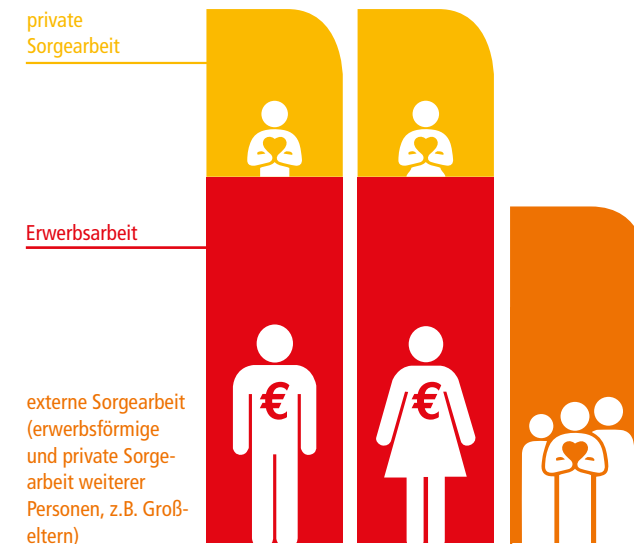 private
Sorgearbeit
Erwerbsarbeit
€ €
externe Sorgearbeit
(erwerbsförmige
und private Sorge-
arbeit weiterer
Personen, z.B. Groß-
eltern)